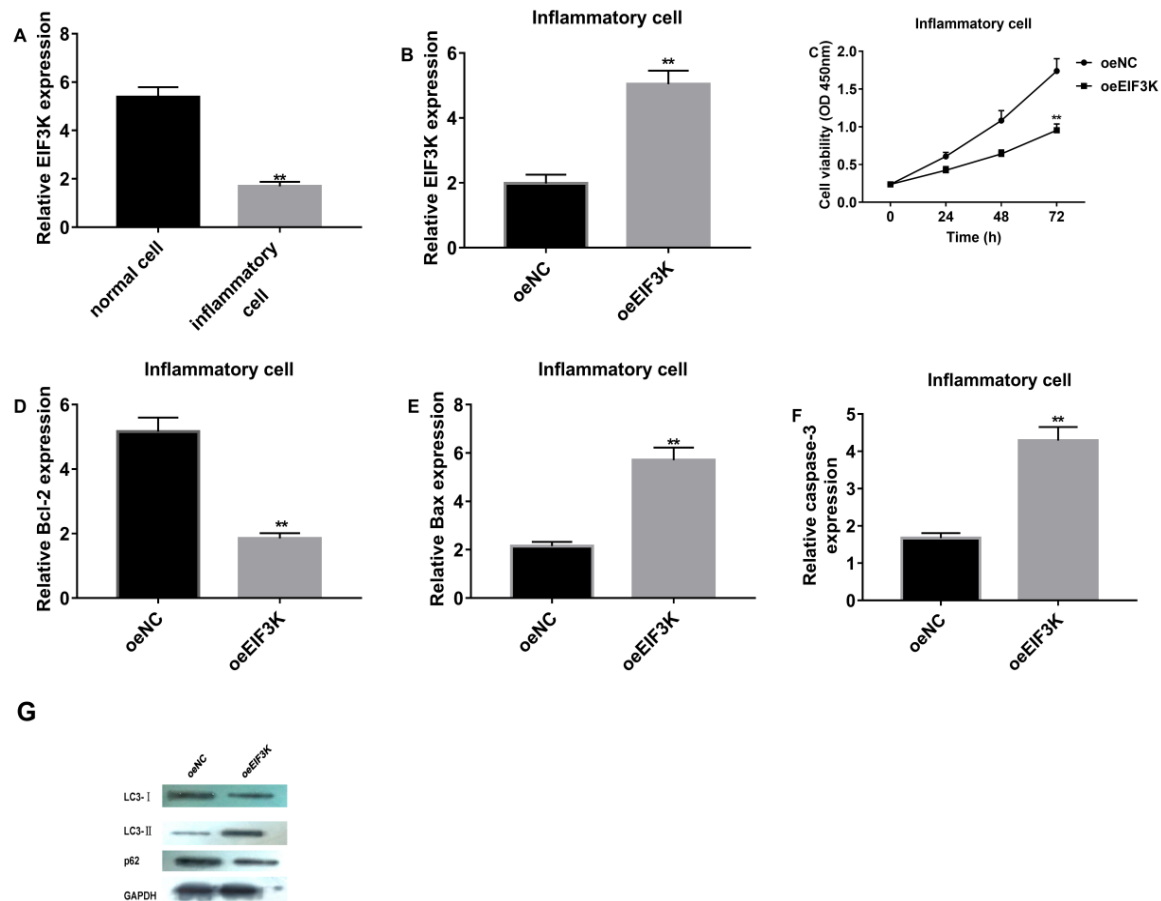 A
Relative EIF3K expression
8
6
4
2
0
normal cell
inflammatory
cell
Inflammatory cell
B
Relative EIF3K expression
6
4
2
0
**
**
oeNC
oeEIF3K
Inflammatory cell
C
Cell viability (OD 450nm)
2.0
1.5
1.0
0.5
0.0
0
24
48
72
Time (h)
**
oeNC
oeEIF3K
Inflammatory cell
D
Relative Bcl-2 expression
6
4
2
0
**
oeNC
oeEIF3K
Inflammatory cell
E
Relative Bax expression
8
6
4
2
0
**
oeNC
oeEIF3K
Inflammatory cell
F
Relative caspase-3
expression
5
4
3
2
1
0
**
oeNC
oeEIF3K
G
oeNC
oeEIF3K
LC3-Ⅰ
LC3-Ⅱ
p62
GAPDH